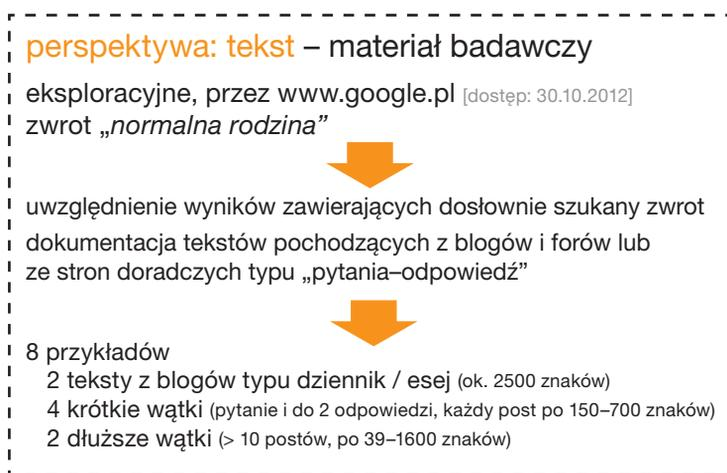 perspektywa: tekst – materiał badawczy
eksploracyjne, przez www.google.pl [dostęp: 30.10.2012]
zwrot „normalna rodzina”
uwzględnienie wyników zawierających dosłownie szukany zwrot
dokumentacja tekstów pochodzących z blogów i forów lub
ze stron doradczych typu „pytania–odpowiedź”
8 przykładów
2 teksty z blogów typu dziennik / esej (ok. 2500 znaków)
4 krótkie wątki (pytanie i do 2 odpowiedzi, każdy post po 150–700 znaków)
2 dłuższe wątki (> 10 postów, po 39–1600 znaków)